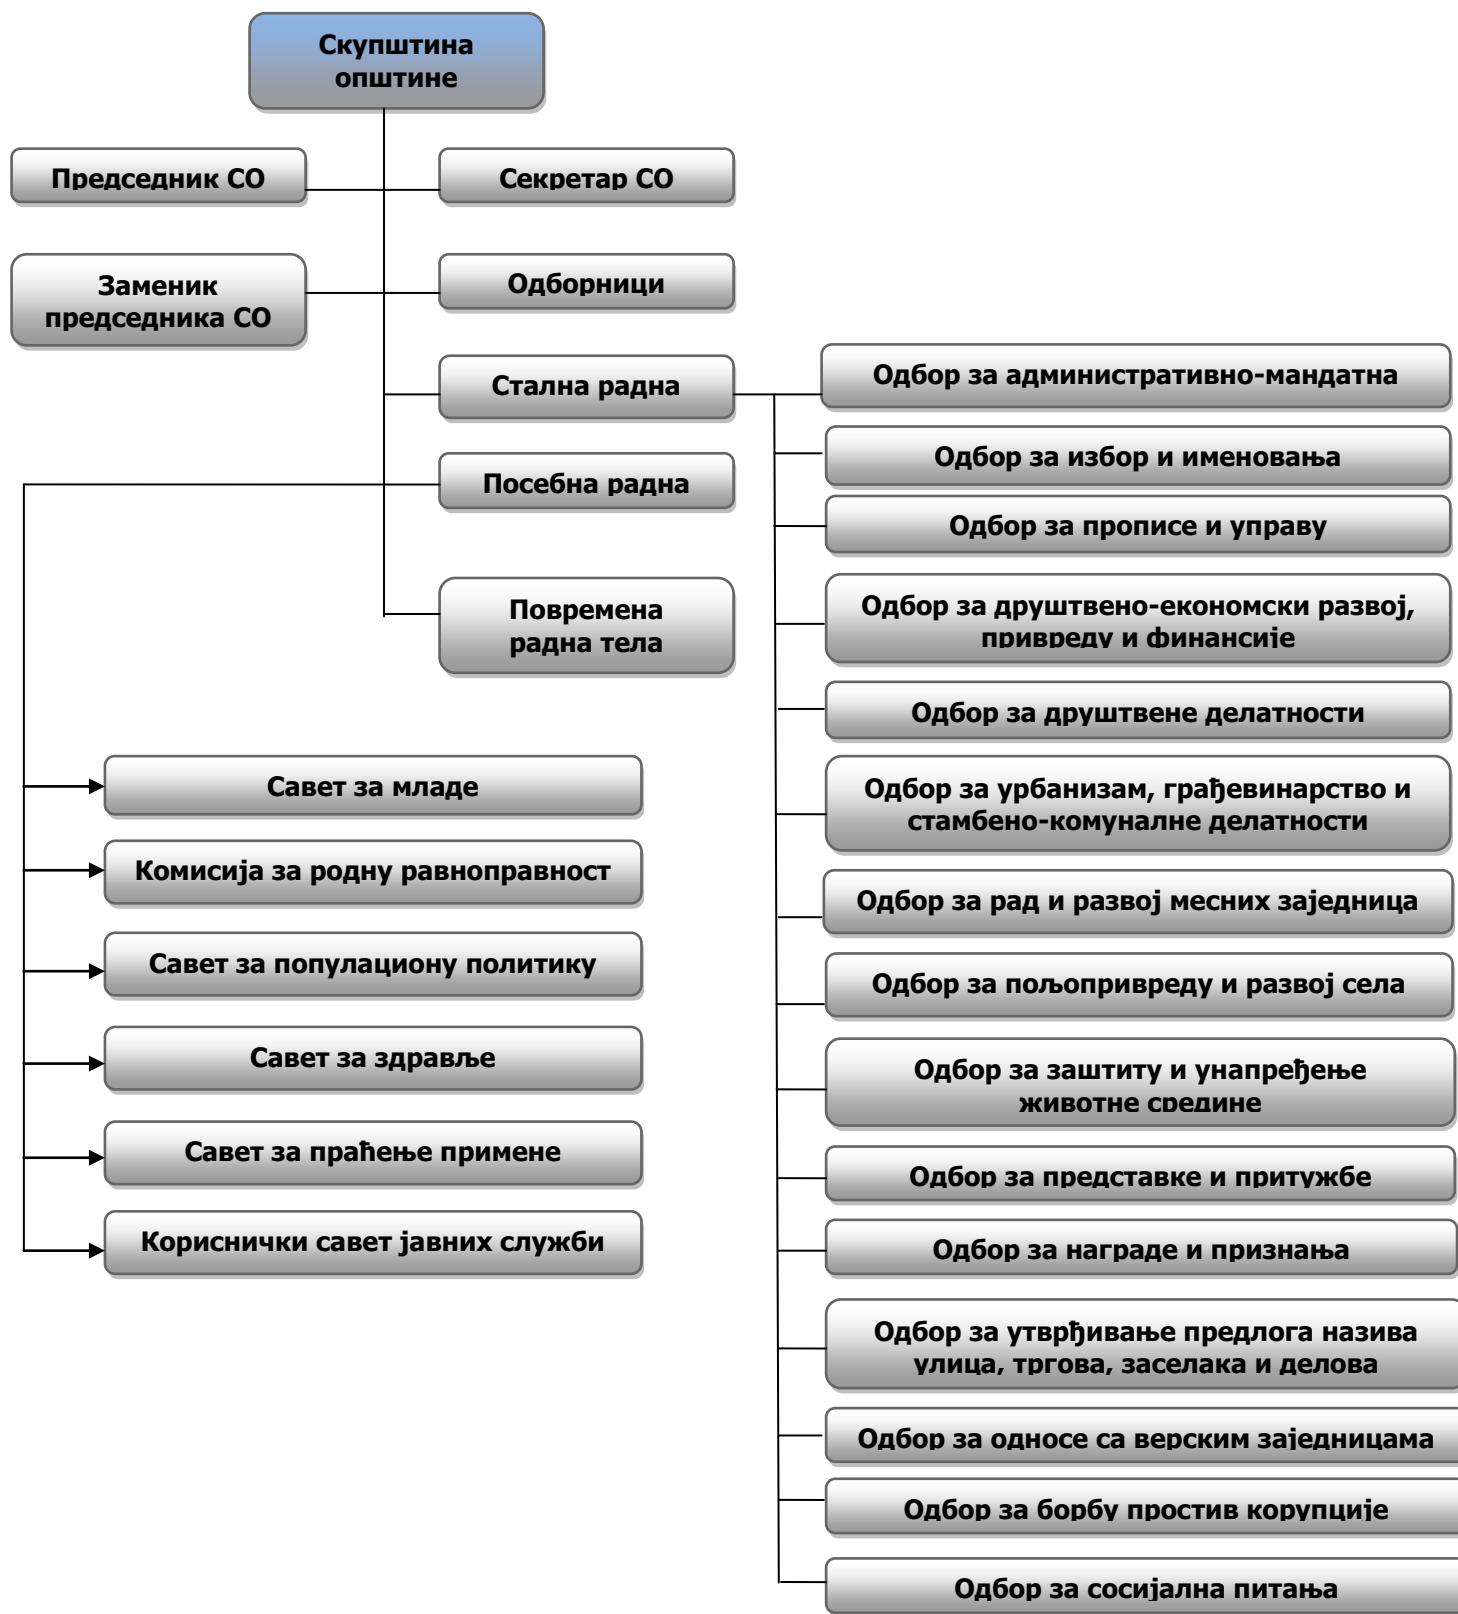 Скупштина
општине
Председник СО
Секретар СО
Заменик
председника СО
Одборници
Стална радна
Посебна радна
Повремена
радна тела
Одбор за административно-мандатна
Одбор за избор и именовања
Одбор за прописе и управу
Одбор за друштвено-економски развој,
привреду и финансије
Одбор за друштвене делатности
Одбор за урбанизам, грађевинарство и
стамбено-комуналне делатности
Одбор за рад и развој месних заједница
Одбор за пољопривреду и развој села
Одбор за заштиту и унапређење
животне средине
Одбор за представке и притужбе
Одбор за награде и признања
Одбор за утврђивање предлога назива
улица, тргова, заселака и делова
Одбор за односе са верским заједницама
Одбор за борбу простив корупције
Одбор за сосијална питања
Савет за младе
Комисија за родну равноправност
Савет за популациону политику
Савет за здравље
Савет за праћење примене
Кориснички савет јавних служби